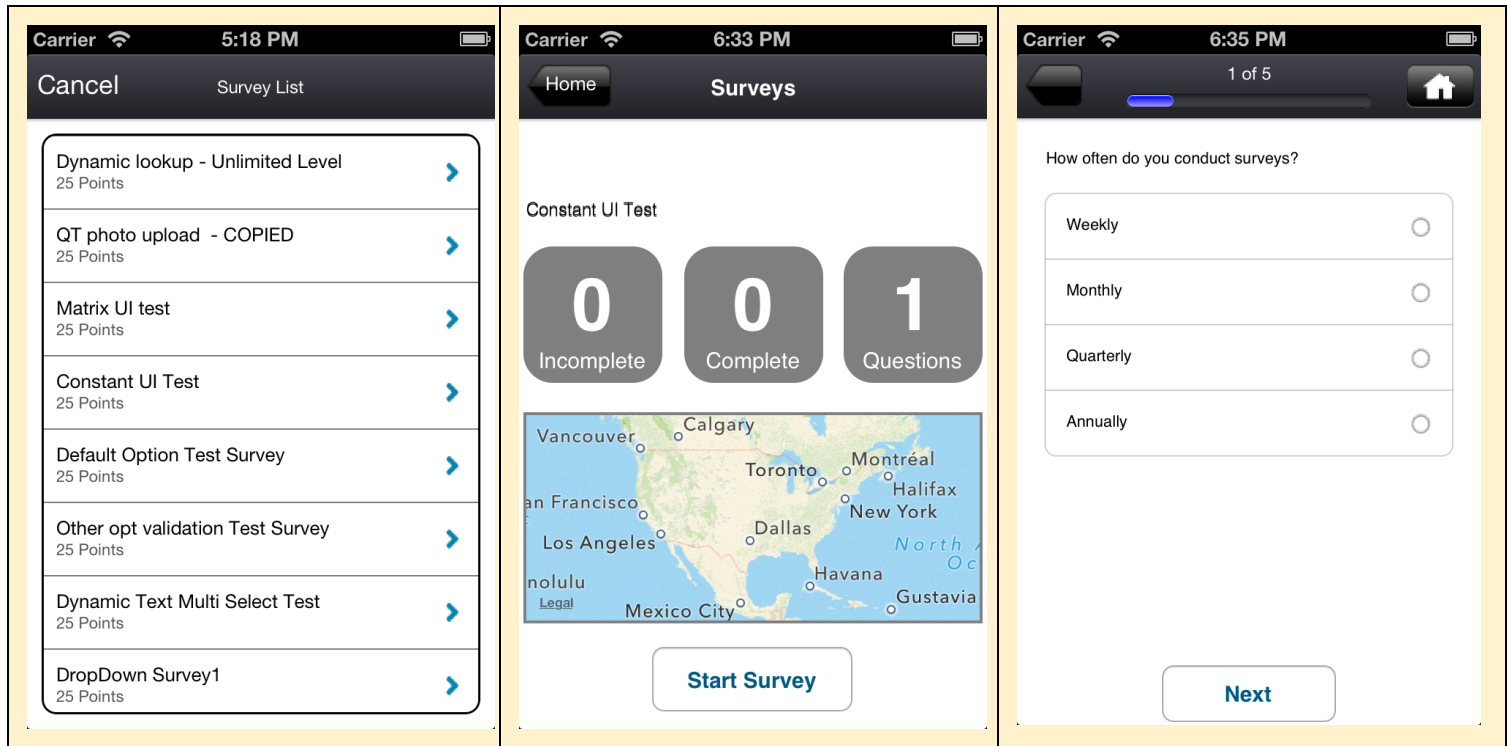 Carrier 5:18 PM
Cancel Survey List
Dynamic lookup - Unlimited Level
25 Points
QT photo upload  - COPIED
25 Points
Matrix UI test
25 Points
Constant UI Test
25 Points
Default Option Test Survey
25 Points
Other opt validation Test Survey
25 Points
Dynamic Text Multi Select Test
25 Points
DropDown Survey1
25 Points
Carrier 6:33 PM
Home Surveys
Constant UI Test
0 0 1
Incomplete Complete Questions
Calgary
Vancouver
Montréal
Toronto
Halifax
an Francisco
New York
Dallas
Los Angeles
North A
Oc
Havana
nolulu
Gustavia
Legal
Mexico City
Start Survey
Carrier 6:35 PM
1 of 5
How often do you conduct surveys?
Weekly
Monthly
Quarterly
Annually
Next